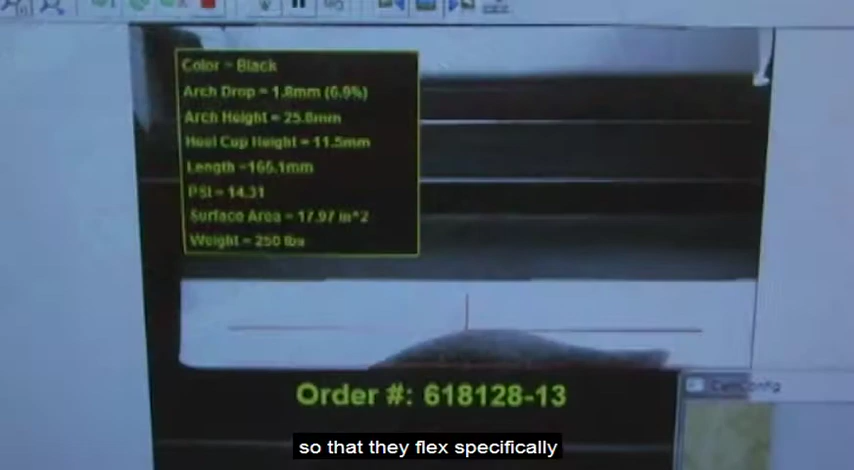 Color = Black
Arch Drop = 1.8mm (6.9%)
Arch Height = 25.8mm
Heel Cup Height = 11.5mm
Length =165.1mm
PSI = 14.31
Surface Area = 17.97 in^2
Weight = 250 lbs
Order #: 618128-13
so that they flex specifically